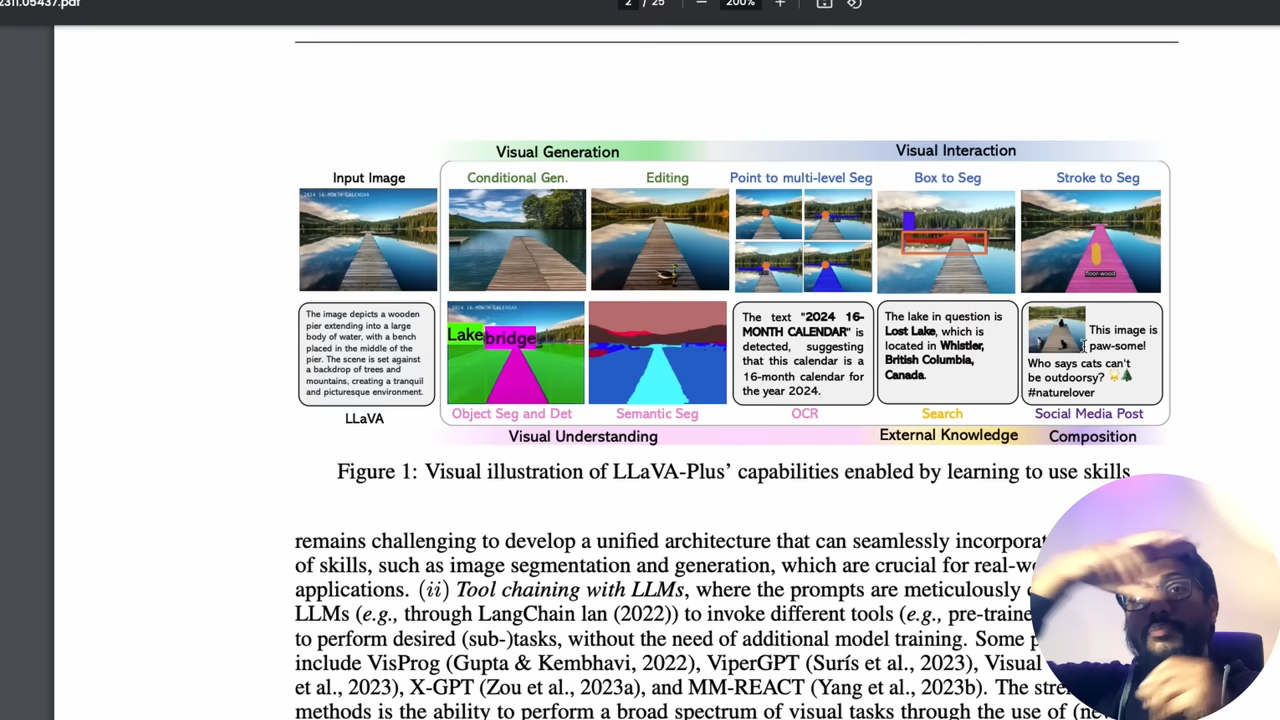 2311.05437.pdf
2 / 25
200%
Visual Generation
Visual Interaction
Input Image
Conditional Gen.
Editing
Point to multi-level Seg
Box to Seg
Stroke to Seg
2024 16-MONTH CALENDAR
floor-wood
The image depicts a wooden
pier extending into a large
body of water, with a bench
placed in the middle of the
pier. The scene is set against
a backdrop of trees and
mountains, creating a tranquil
and picturesque environment.
2024 16-MONTH CALENDAR
Lake
bridge
The text "2024 16-
MONTH CALENDAR" is
detected, suggesting
that this calendar is a
16-month calendar for
the year 2024.
The lake in question is
Lost Lake, which is
located in Whistler,
British Columbia,
Canada.
This image is
paw-some!
Who says cats can't
be outdoorsy? 🌟🌲
#naturelover
LLaVA
Object Seg and Det
Semantic Seg
OCR
Search
Social Media Post
Visual Understanding
External Knowledge
Composition
Figure 1: Visual illustration of LLaVA-Plus' capabilities enabled by learning to use skills
remains challenging to develop a unified architecture that can seamlessly incorporat
of skills, such as image segmentation and generation, which are crucial for real-w
applications. (ii) Tool chaining with LLMs, where the prompts are meticulously
LLMs (e.g., through LangChain lan (2022)) to invoke different tools (e.g., pre-traine
to perform desired (sub-)tasks, without the need of additional model training. Some p
include VisProg (Gupta & Kembhavi, 2022), ViperGPT (Surís et al., 2023), Visual
et al., 2023), X-GPT (Zou et al., 2023a), and MM-REACT (Yang et al., 2023b). The stre
methods is the ability to perform a broad spectrum of visual tasks through the use of (ne